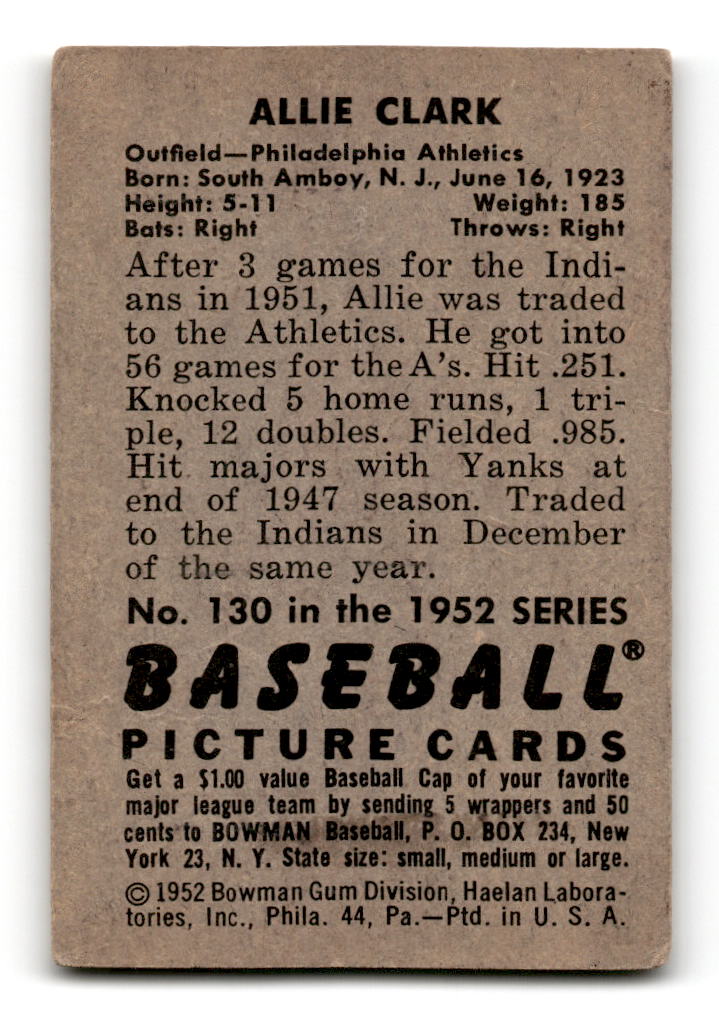 ALLIE CLARK
Outfield—Philadelphia Athletics
Born: South Amboy, N. J., June 16, 1923
Height: 5-11 Weight: 185
Bats: Right Throws: Right
After 3 games for the Indi-
ans in 1951, Allie was traded
to the Athletics. He got into
56 games for the A's. Hit .251.
Knocked 5 home runs, 1 tri-
ple, 12 doubles. Fielded .985.
Hit majors with Yanks at
end of 1947 season. Traded
to the Indians in December
of the same year.
No. 130 in the 1952 SERIES
BASEBALL®
PICTURE CARDS
Get a $1.00 value Baseball Cap of your favorite
major league team by sending 5 wrappers and 50
cents to BOWMAN Baseball, P. O. BOX 234, New
York 23, N. Y. State size: small, medium or large.
© 1952 Bowman Gum Division, Haelan Labora-
tories, Inc., Phila. 44, Pa.—Ptd. in U. S. A.